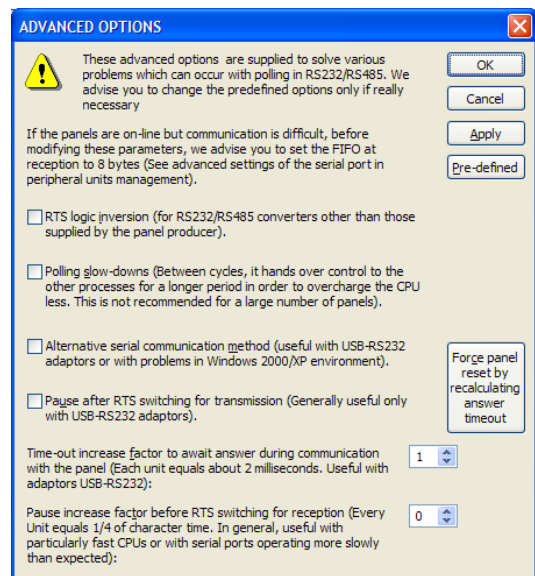 ADVANCED OPTIONS
These advanced options are supplied to solve various
problems which can occur with polling in RS232/RS485. We
advise you to change the predefined options only if really
necessary
OK
Cancel
Apply
Pre-defined
If the panels are on-line but communication is difficult, before
modifying these parameters, we advise you to set the FIFO at
reception to 8 bytes (See advanced settings of the serial port in
peripheral units management).
RTS logic inversion (for RS232/RS485 converters other than those
supplied by the panel producer).
Polling slow-downs (Between cycles, it hands over control to the
other processes for a longer period in order to overcharge the CPU
less. This is not recommended for a large number of panels).
Alternative serial communication method (useful with USB-RS232
adaptors or with problems in Windows 2000/XP environment).
Pause after RTS switching for transmission (Generally useful only
with USB-RS232 adaptors).
Force panel
reset by
recalculating
answer
timeout
Time-out increase factor to await answer during communication
with the panel (Each unit equals about 2 milliseconds. Useful with
adaptors USB-RS232):
1
Pause increase factor before RTS switching for reception (Every
Unit equals 1/4 of character time. In general, useful with
particularly fast CPUs or with serial ports operating more slowly
than expected):
0